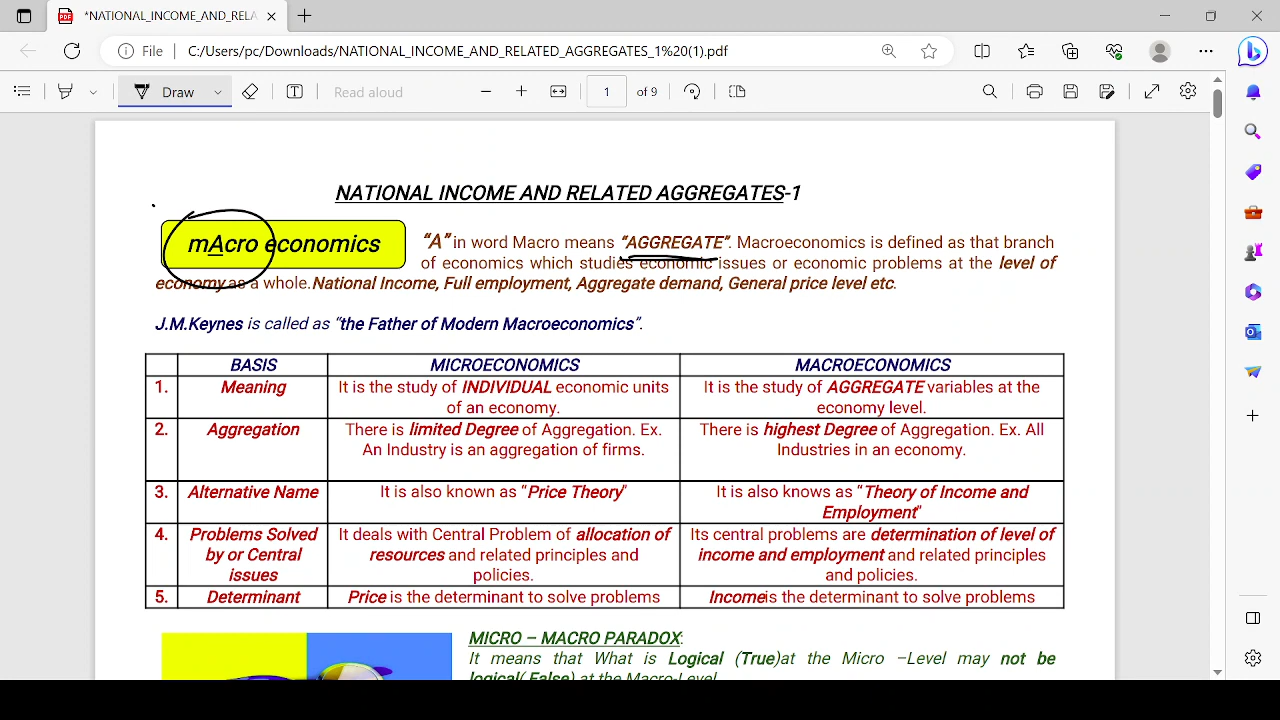 *NATIONAL_INCOME_AND_RELA
File
C:/Users/pc/Downloads/NATIONAL_INCOME_AND_RELATED_AGGREGATES_1%20(1).pdf
Draw
Read aloud
1
of 9
NATIONAL INCOME AND RELATED AGGREGATES-1
mAcro economics
"A" in word Macro means "AGGREGATE". Macroeconomics is defined as that branch
of economics which studies economic issues or economic problems at the level of
economy as a whole. National Income, Full employment, Aggregate demand, General price level etc.
J.M.Keynes is called as "the Father of Modern Macroeconomics".
BASIS MICROECONOMICS MACROECONOMICS
1. Meaning It is the study of INDIVIDUAL economic units It is the study of AGGREGATE variables at the
of an economy. economy level.
2. Aggregation There is limited Degree of Aggregation. Ex. There is highest Degree of Aggregation. Ex. All
An Industry is an aggregation of firms. Industries in an economy.
3. Alternative Name It is also known as "Price Theory" It is also knows as "Theory of Income and
Employment"
4. Problems Solved It deals with Central Problem of allocation of Its central problems are determination of level of
by or Central resources and related principles and income and employment and related principles
issues policies. and policies.
5. Determinant Price is the determinant to solve problems Incomeis the determinant to solve problems
MICRO – MACRO PARADOX:
It means that What is Logical (True)at the Micro –Level may not be
logical( False) at the Macro-Level